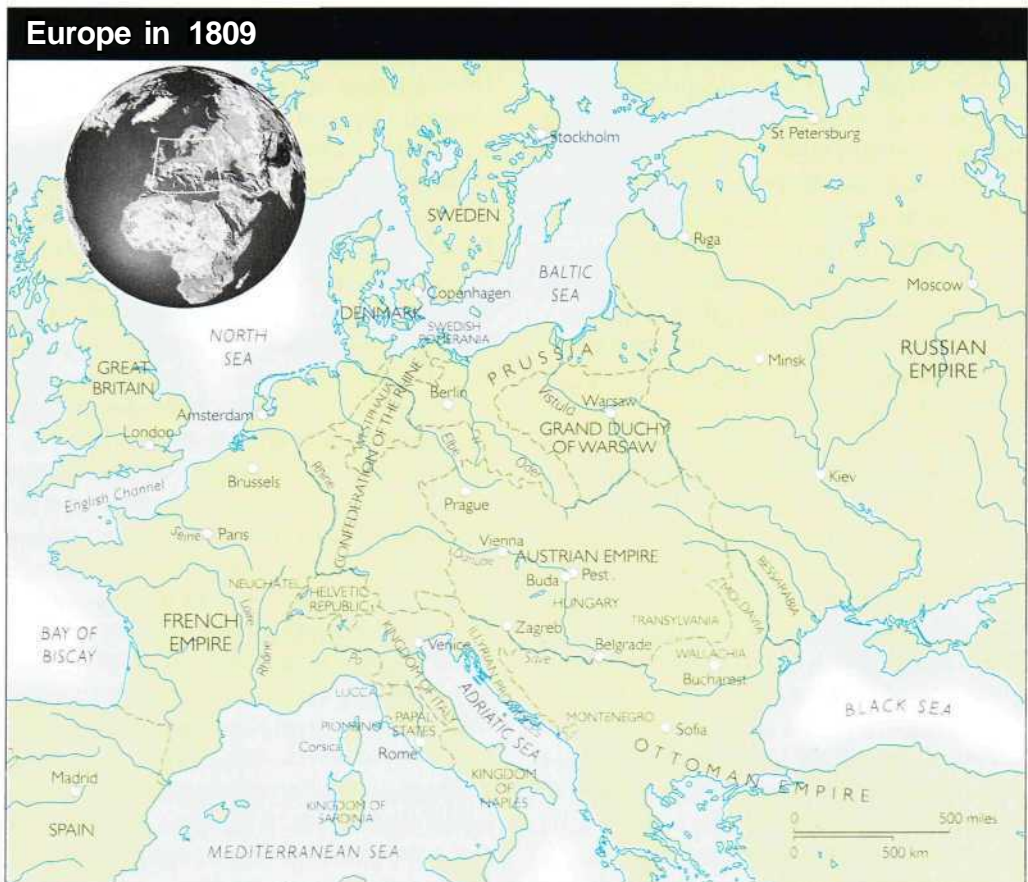 Europe in 1809
Stockholm
St Petersburg
SWEDEN
Riga
BALTIC
SEA
Moscow
Copenhagen
DENMARK
SWEDISH
POMERANIA
NORTH
SEA
PRUSSIA
Minsk
RUSSIAN
EMPIRE
GREAT
BRITAIN
WESTPHALIA
CONFEDERATION OF THE RHINE
Berlin
Vistula
Warsaw
GRAND DUCHY
OF WARSAW
Amsterdam
London
Elbe
Oder
Rhine
Kiev
Brussels
English Channel
Prague
Seine
Paris
Vienna
Danube
AUSTRIAN EMPIRE
Buda
Pest
HUNGARY
BESSARABIA
MOLDAVIA
NEUCHATEL
HELVETIC
REPUBLIC
Loire
FRENCH
EMPIRE
TRANSYLVANIA
BAY OF
BISCAY
Rhône
Zagreb
Venice
KINGDOM OF ITALY
ILLYRIAN
Save
Belgrade
WALLACHIA
Bucharest
Po
LUCCA
ADRIATIC SEA
BLACK SEA
PIOMBINO
PAPAL
STATES
MONTENEGRO
Sofia
Corsica
Rome
OTTOMAN EMPIRE
Madrid
KINGDOM
OF
NAPLES
KINGDOM OF
SARDINIA
SPAIN
0 500 miles
0 500 km
MEDITERRANEAN SEA